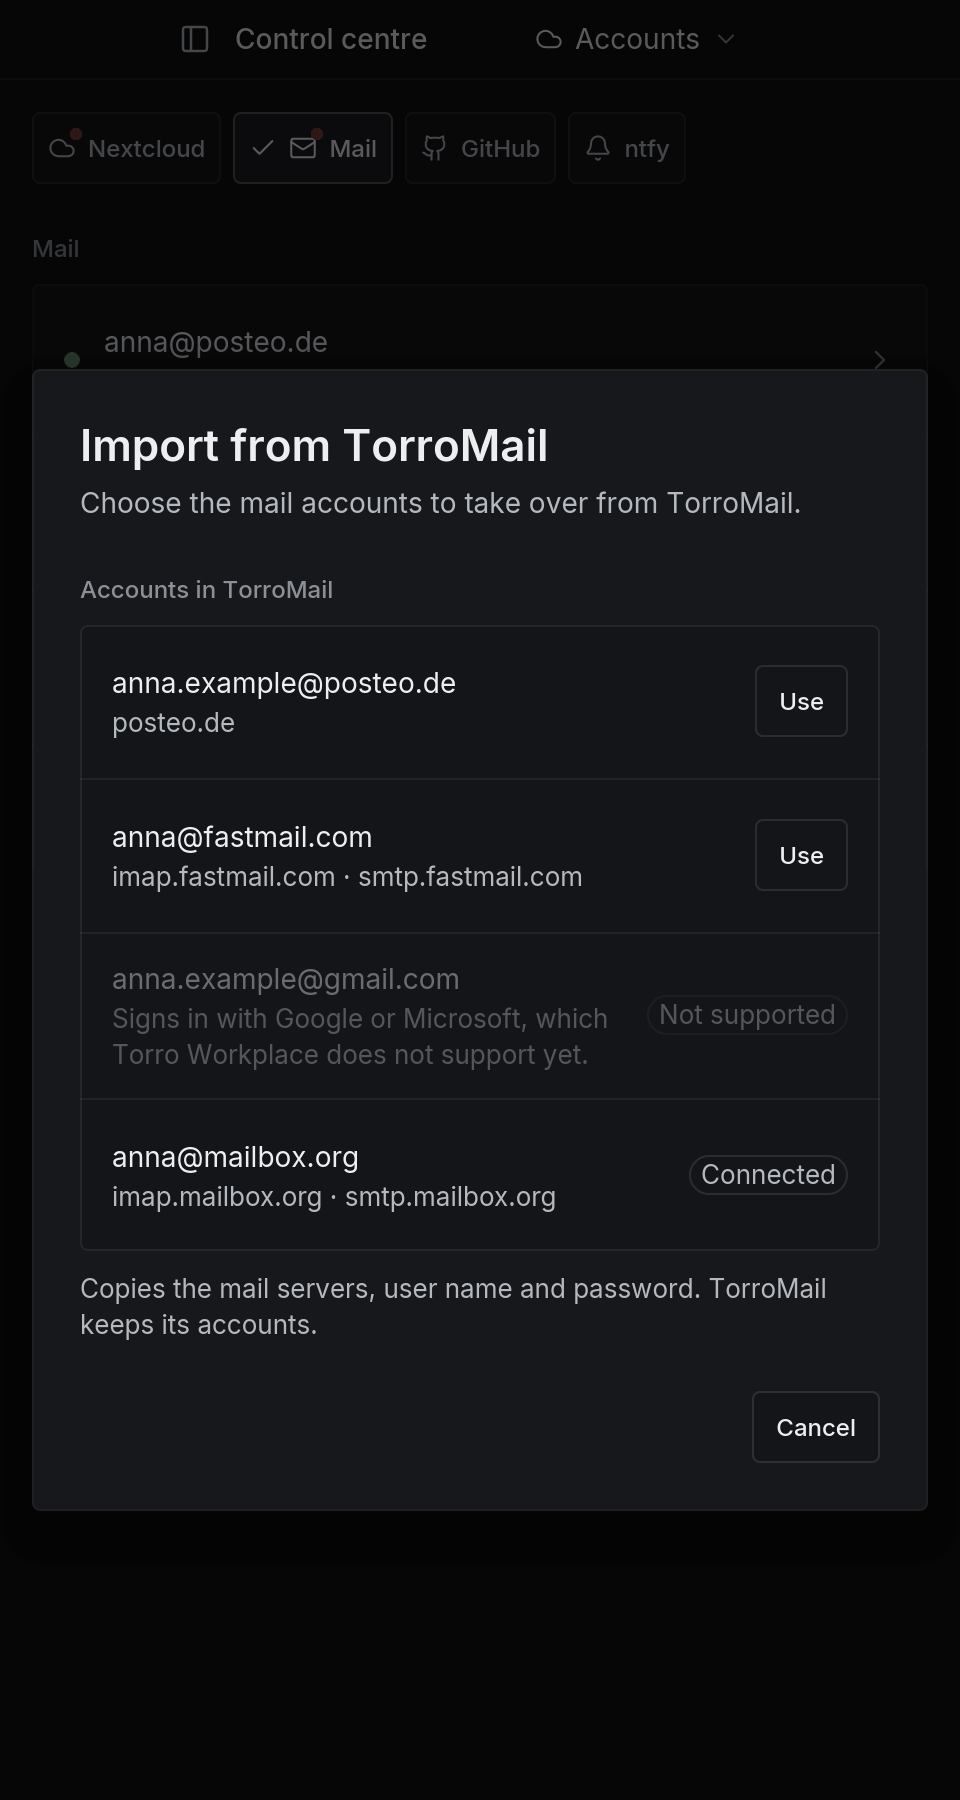 Control centre
Accounts
Nextcloud
Mail
GitHub
ntfy
Mail
anna@posteo.de
Import from TorroMail
Choose the mail accounts to take over from TorroMail.
Accounts in TorroMail
anna.example@posteo.de
posteo.de
Use
anna@fastmail.com
imap.fastmail.com · smtp.fastmail.com
Use
anna.example@gmail.com
Signs in with Google or Microsoft, which
Torro Workplace does not support yet.
Not supported
anna@mailbox.org
imap.mailbox.org · smtp.mailbox.org
Connected
Copies the mail servers, user name and password. TorroMail
keeps its accounts.
Cancel